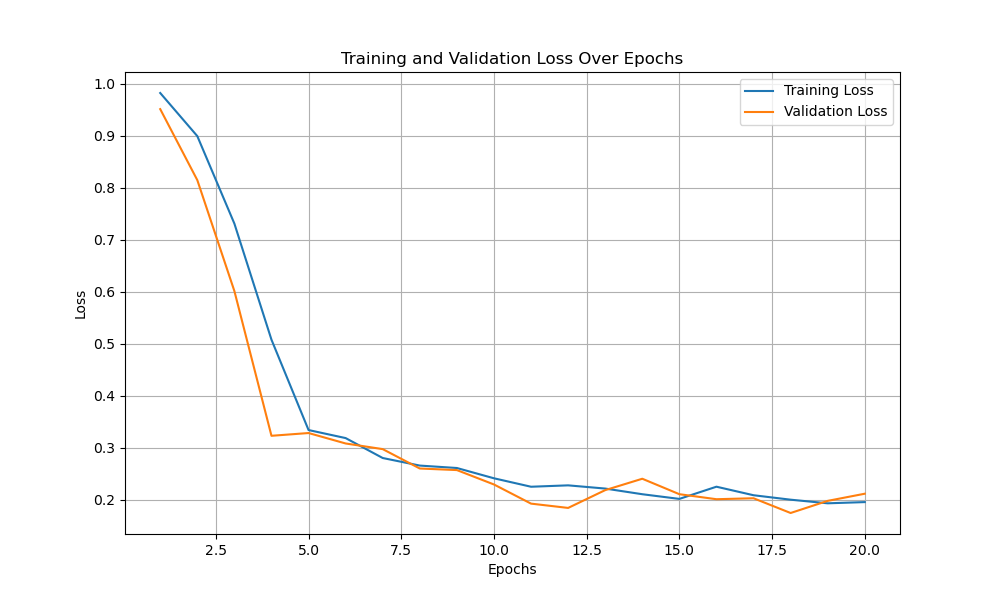 Training and Validation Loss Over Epochs
Training Loss
Validation Loss
Loss
1.0
0.9
0.8
0.7
0.6
0.5
0.4
0.3
0.2
2.5 5.0 7.5 10.0 12.5 15.0 17.5 20.0
Epochs